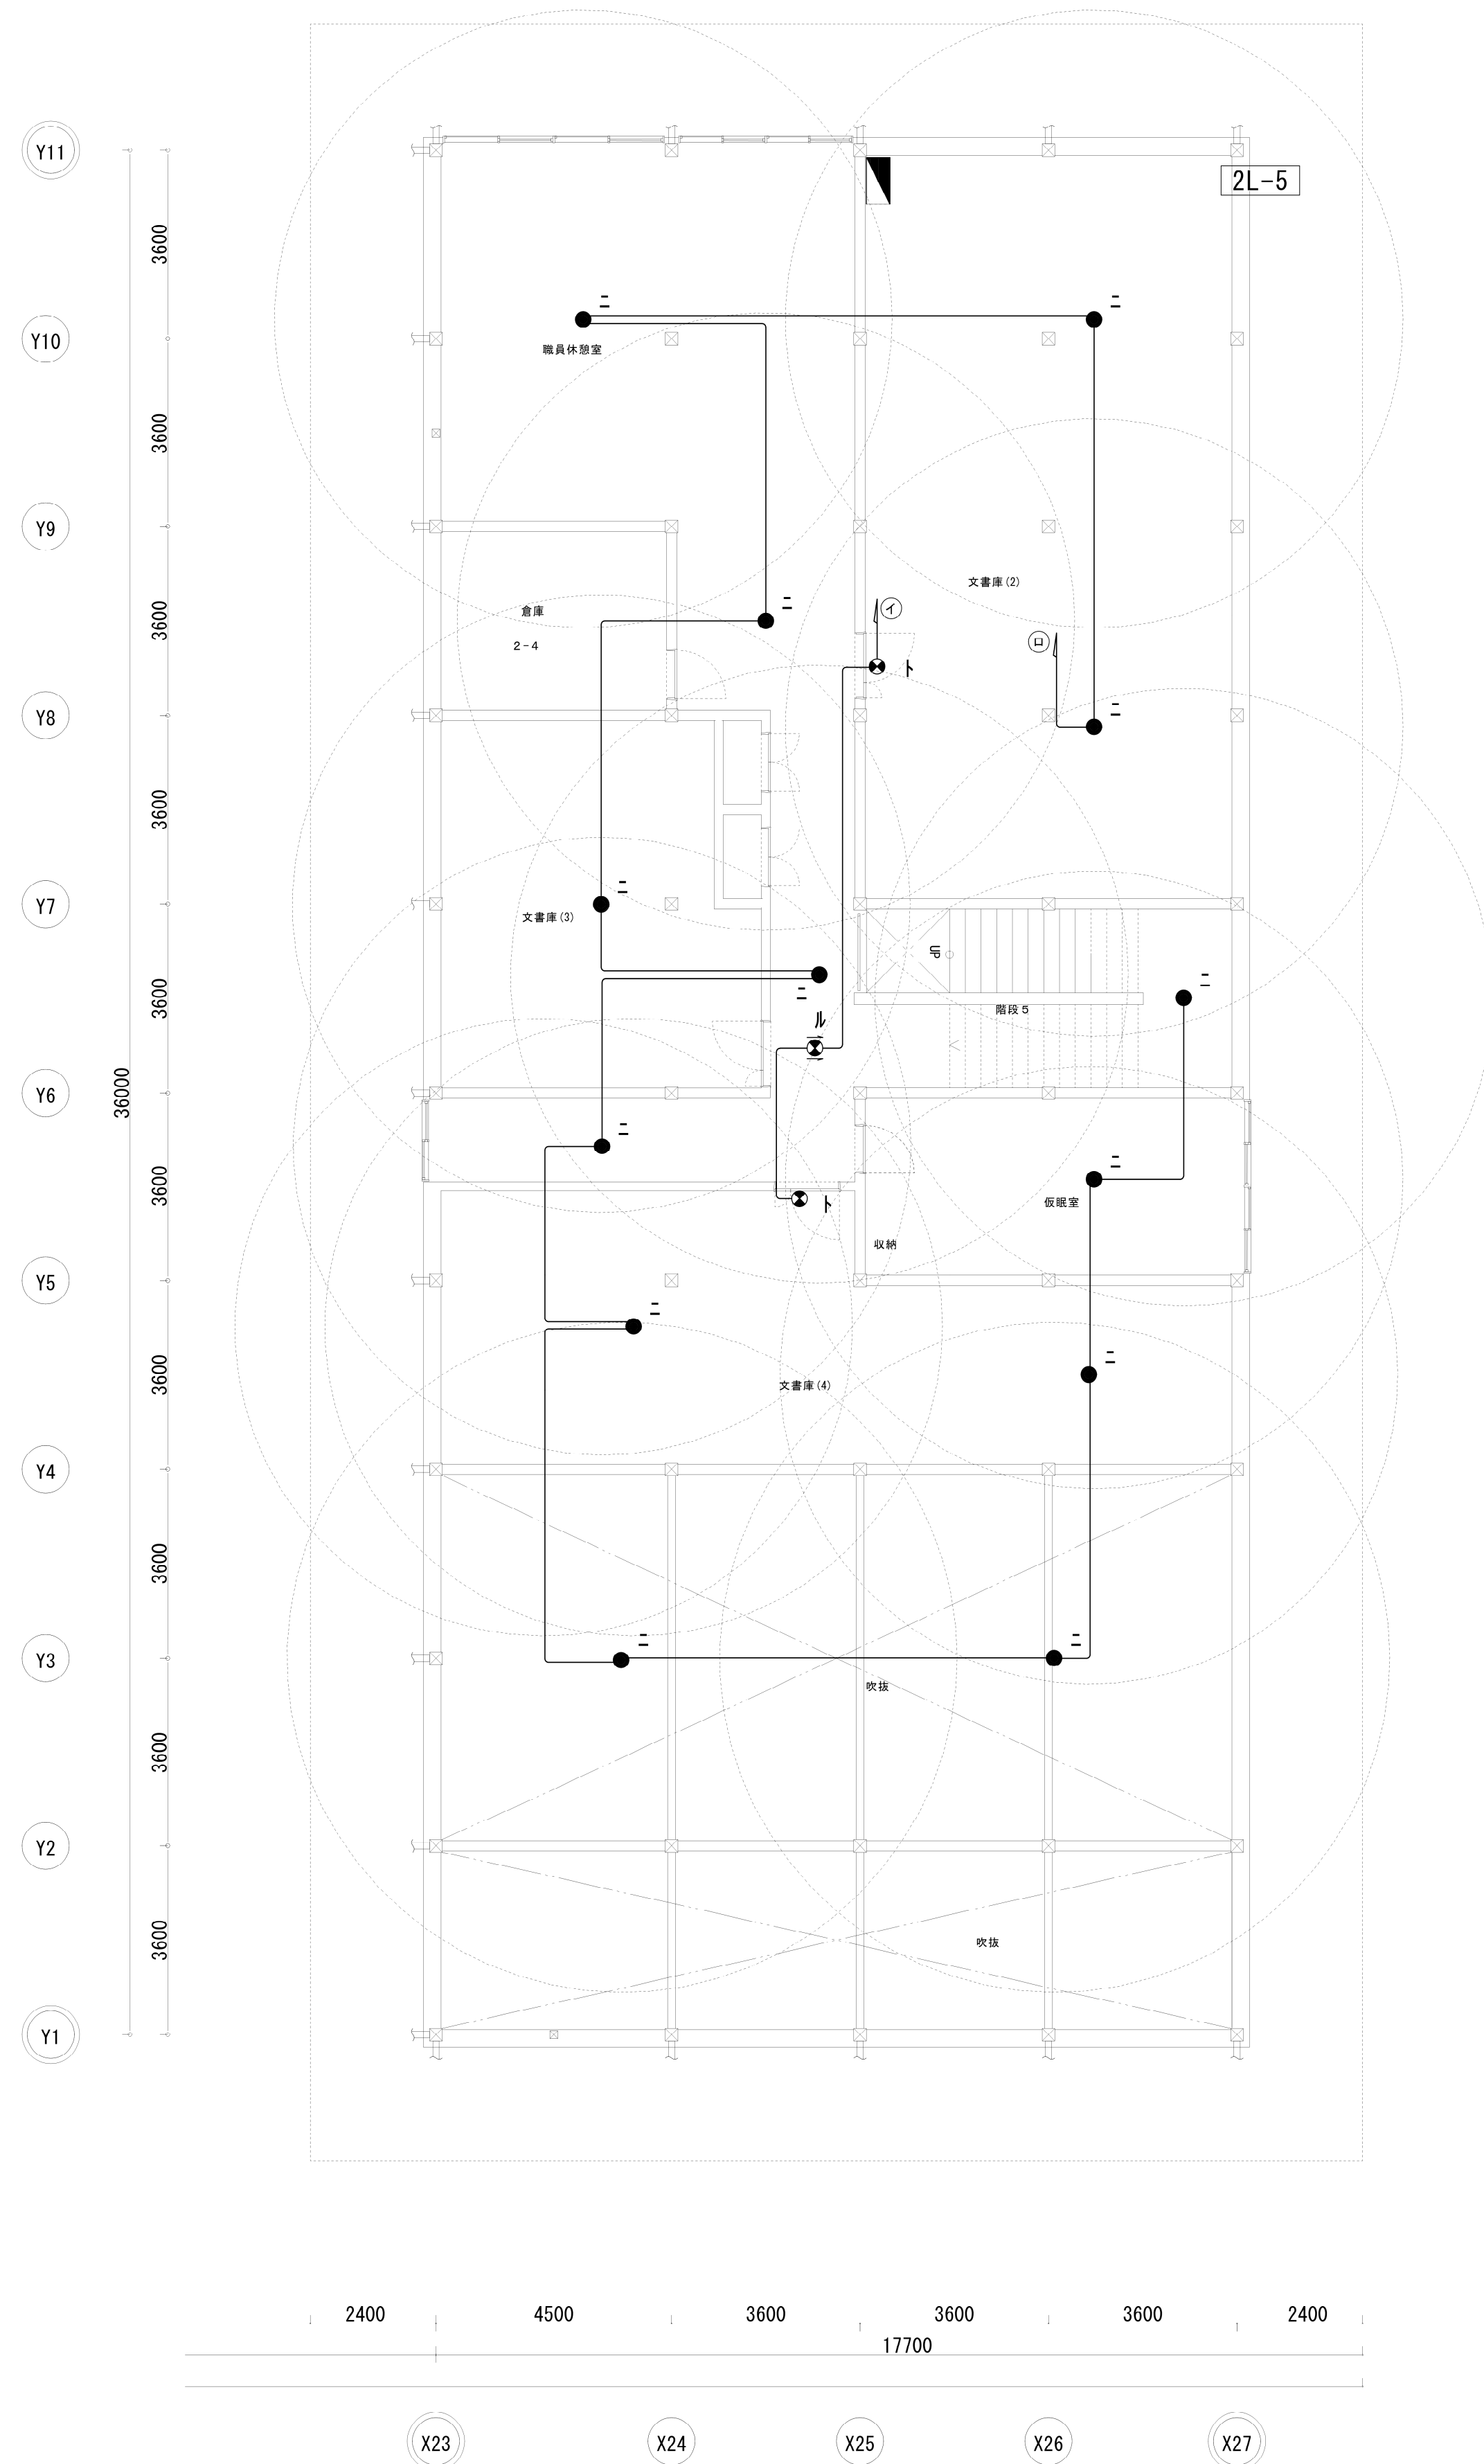 Y11
2L-5
3600
ニ
ニ
Y10
職員休憩室
3600
Y9
文書庫(2)
ニ
イ
倉庫
3600
ロ
2-4
ト
ニ
Y8
3600
ニ
Y7
文書庫(3)
UP
ニ
ニ
3600
階段5
ル
36000
Y6
ニ
ニ
3600
ト
仮眠室
収納
Y5
ニ
ニ
3600
文書庫(4)
Y4
3600
ニ
ニ
Y3
吹抜
3600
Y2
3600
吹抜
Y1
2400
4500
3600
3600
3600
2400
17700
X23
X24
X25
X26
X27